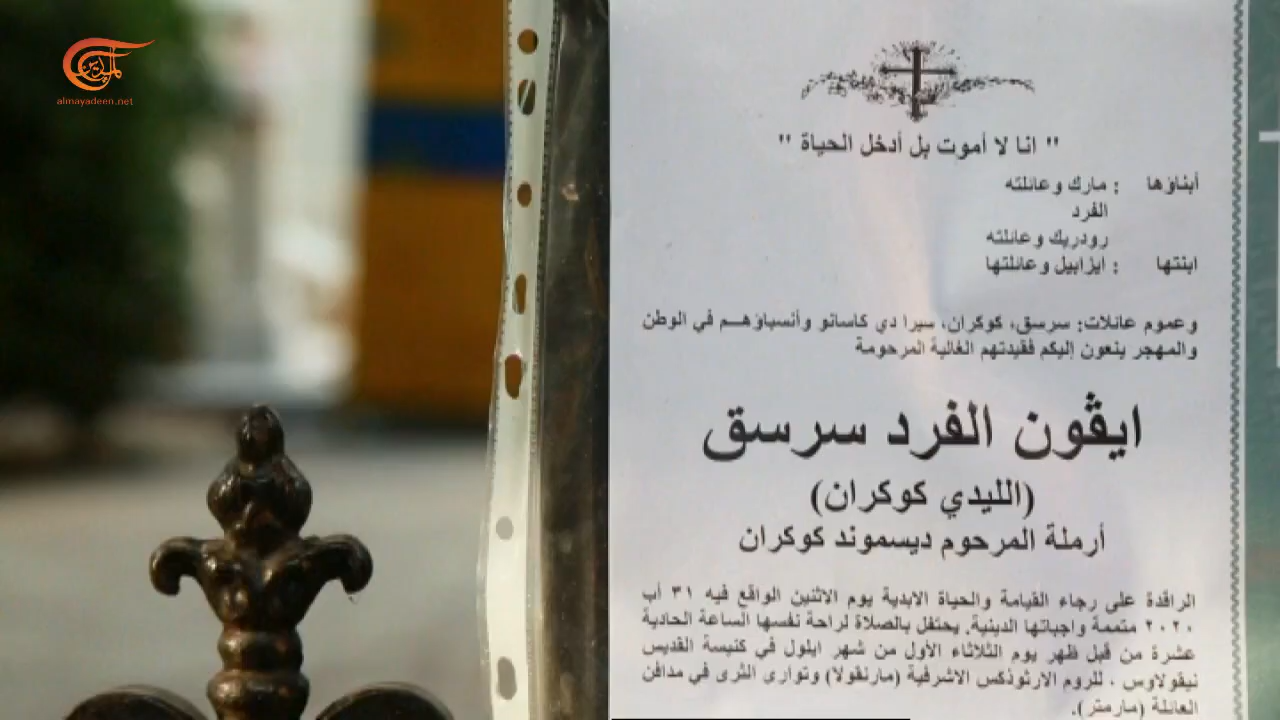 الميادين
almayadeen.net
" انا لا أموت بل أدخل الحياة "
أبناؤها : مارك وعائلته
الفرد
رودريك وعائلته
ابنتها : ايزابيل وعائلتها
وعموم عائلات: سرسق، كوكران، سيرا دي كاسانو وأنسباؤهم في الوطن
والمهجر ينعون إليكم فقيدتهم الغالية المرحومة
ايڤون الفرد سرسق
(الليدي كوكران)
أرملة المرحوم ديسموند كوكران
الراقدة على رجاء القيامة والحياة الابدية يوم الاثنين الواقع فيه ٣١ أب
٢٠٢٠ متممة واجباتها الدينية. يحتفل بالصلاة لراحة نفسها الساعة الحادية
عشرة من قبل ظهر يوم الثلاثاء الأول من شهر ايلول في كنيسة القديس
نيقولاوس ، للروم الارثوذكس الاشرفية (مارنقولا) وتوارى الثرى في مدافن
العائلة (مارمتر).